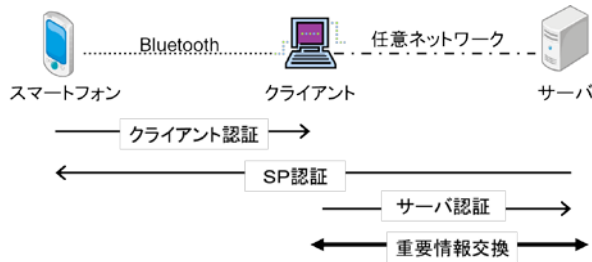 Bluetooth
任意ネットワーク
スマートフォン
クライアント
サーバ
クライアント認証
SP認証
サーバ認証
重要情報交換